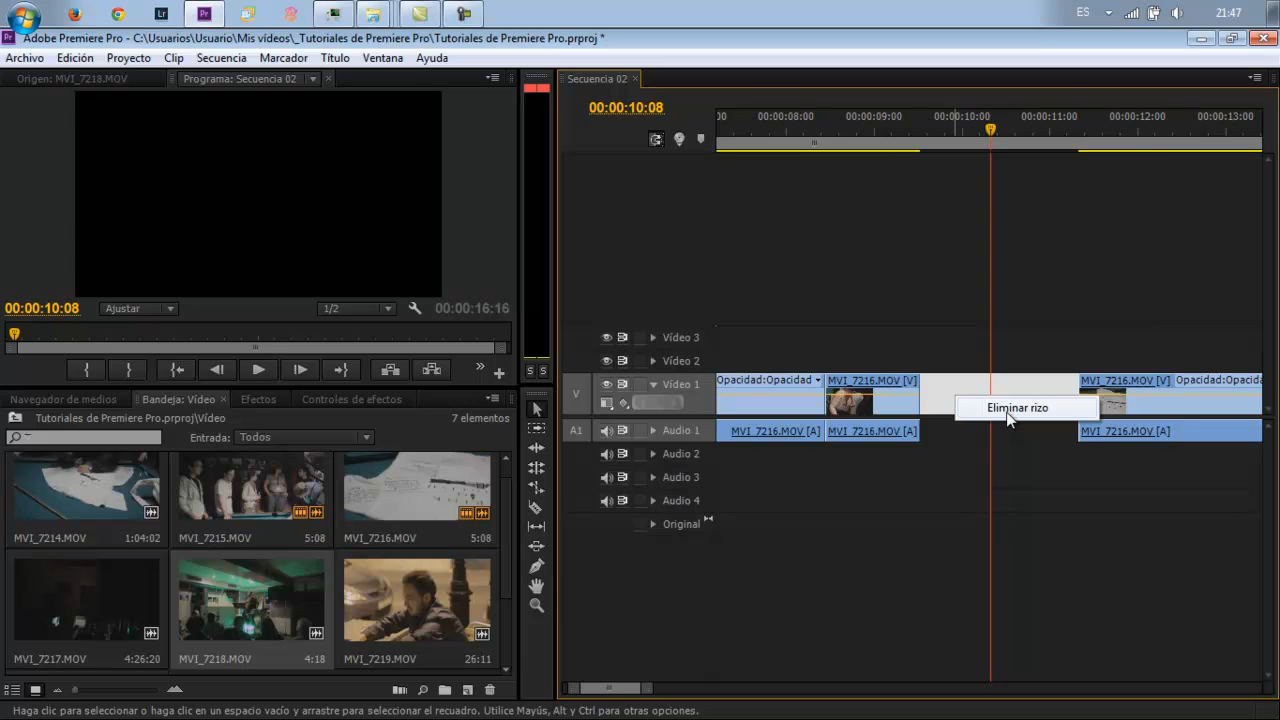 ES
21:47
Adobe Premiere Pro - C:\Usuarios\Usuario\Mis vídeos\_Tutoriales de Premiere Pro\Tutoriales de Premiere Pro.prproj *
Archivo Edición Proyecto Clip Secuencia Marcador Título Ventana Ayuda
Origen: MVI_7218.MOV
Programa: Secuencia 02
Secuencia 02
00:00:10:08
00 00:00:08:00 00:00:09:00 00:00:10:00 00:00:11:00 00:00:12:00 00:00:13:00
00:00:10:08 Ajustar 1/2 00:00:16:16
Vídeo 3
Vídeo 2
V Vídeo 1
Opacidad:Opacidad MVI_7216.MOV [V] MVI_7216.MOV [V] Opacidad:Opacida
Eliminar rizo
A1 Audio 1 MVI_7216.MOV [A] MVI_7216.MOV [A] MVI_7216.MOV [A]
Audio 2
Audio 3
Audio 4
Original
S S
Navegador de medios Bandeja: Vídeo Efectos Controles de efectos
Tutoriales de Premiere Pro.prproj\Vídeo 7 elementos
Entrada: Todos
MVI_7214.MOV 1:04:02 MVI_7215.MOV 5:08 MVI_7216.MOV 5:08
MVI_7217.MOV 4:26:20 MVI_7218.MOV 4:18 MVI_7219.MOV 26:11
Haga clic para seleccionar o haga clic en un espacio vacío y arrastre para seleccionar el recuadro. Utilice Mayús, Alt y Ctrl para otras opciones.